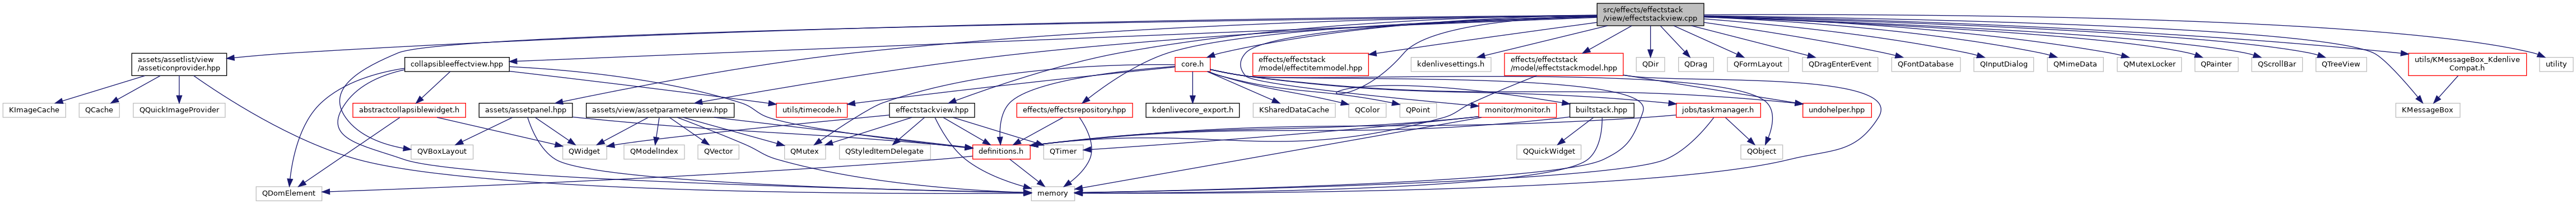 src/effects/effectstack
/view/effectstackview.cpp
assets/assetlist/view
/asseticonprovider.hpp
collapsibleeffectview.hpp
core.h
effects/effectstack
/model/effectitemmodel.hpp
kdenlivesettings.h
effects/effectstack
/model/effectstackmodel.hpp
QDir
QDrag
QFormLayout
QDragEnterEvent
QFontDatabase
QInputDialog
QMimeData
QMutexLocker
QPainter
QScrollBar
QTreeView
utils/KMessageBox_Kdenlive
Compat.h
utility
KImageCache
QCache
QQuickImageProvider
abstractcollapsiblewidget.h
assets/assetpanel.hpp
assets/view/assetparameterview.hpp
utils/timecode.h
effectstackview.hpp
effects/effectsrepository.hpp
kdenlivecore_export.h
KSharedDataCache
QColor
QPoint
monitor/monitor.h
builtstack.hpp
jobs/taskmanager.h
undohelper.hpp
KMessageBox
QVBoxLayout
QWidget
QModelIndex
QVector
QMutex
QStyledItemDelegate
definitions.h
QTimer
QQuickWidget
QObject
QDomElement
memory